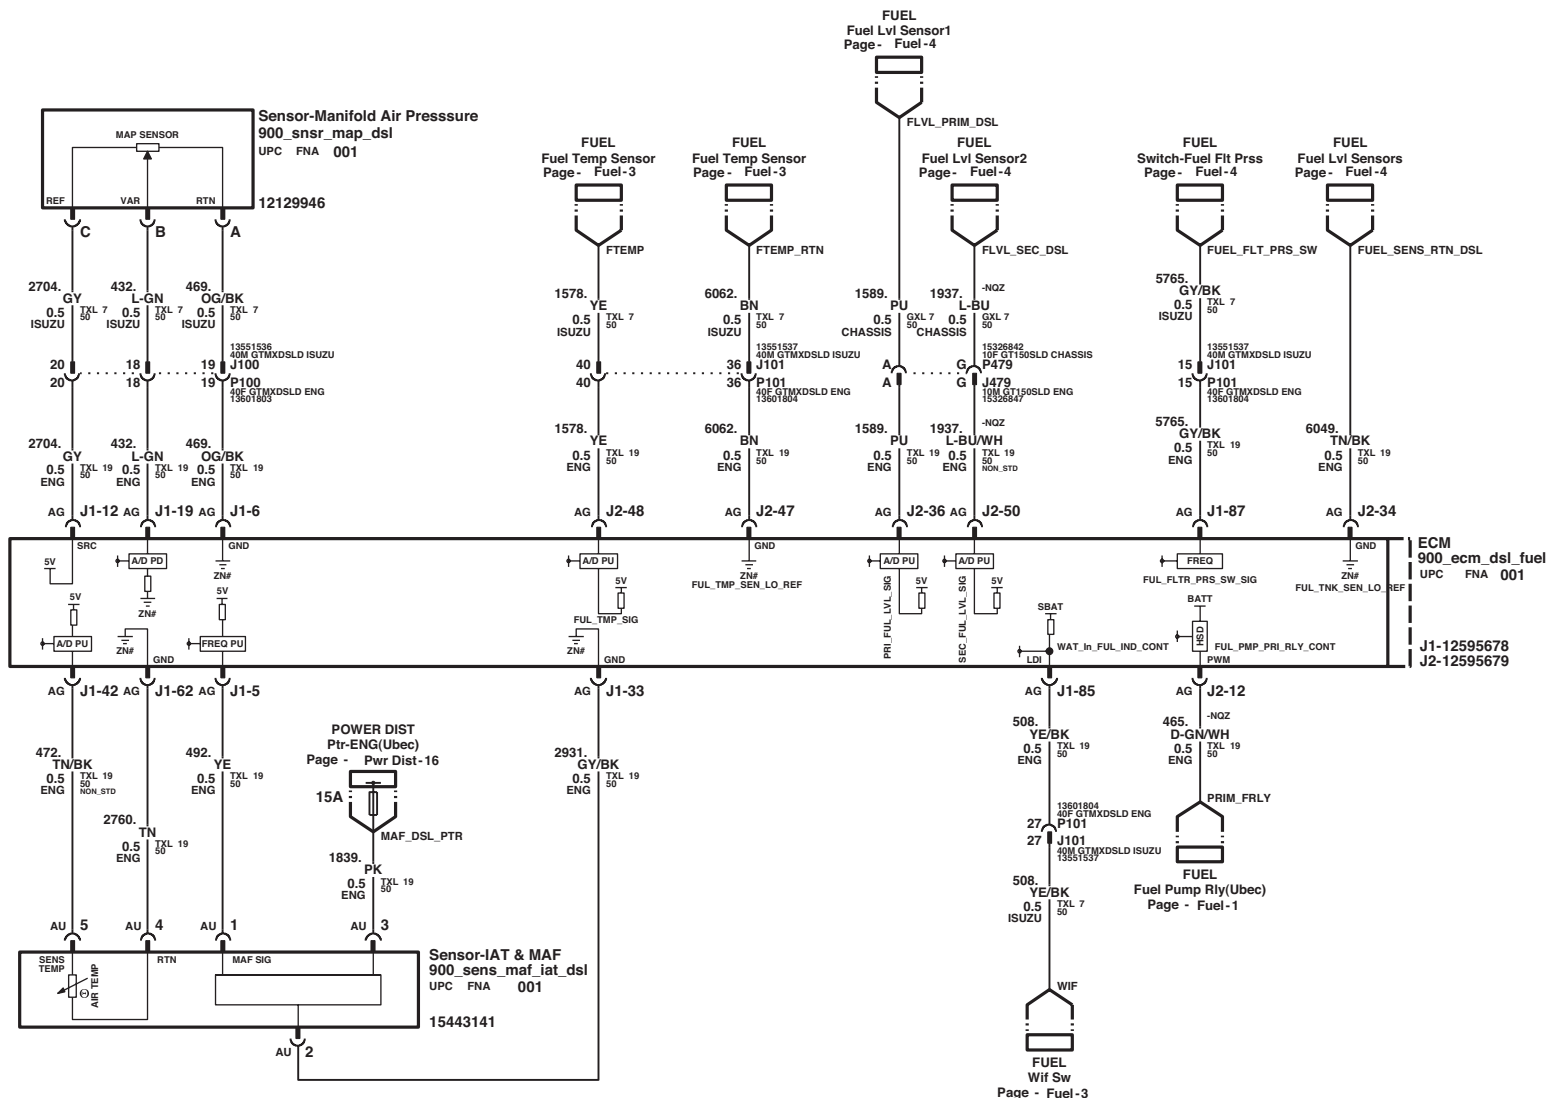 FUEL
Fuel Lvl Sensor1
Page- Fuel-4
FLVL_PRIM_DSL
Sensor-Manifold Air Presssure
900_snsr_map_dsl
UPC FNA 001
12129946
MAP SENSOR
REF VAR RTN
C B A
FUEL
Fuel Temp Sensor
Page- Fuel-3
FTEMP
FUEL
Fuel Temp Sensor
Page- Fuel-3
FTEMP_RTN
FUEL
Fuel Lvl Sensor2
Page- Fuel-4
FLVL_SEC_DSL
FUEL
Switch-Fuel Flt Prss
Page- Fuel-4
FUEL_FLT_PRS_SW
FUEL
Fuel Lvl Sensors
Page- Fuel-4
FUEL_SENS_RTN_DSL
2704.
GY
0.5 TXL 7
ISUZU 50
432.
L-GN
0.5 TXL 7
ISUZU 50
469.
OG/BK
0.5 TXL 7
ISUZU 50
1578.
YE
0.5 TXL 7
ISUZU 50
6062.
BN
0.5 TXL 7
ISUZU 50
1589.
PU
0.5 GXL 7
CHASSIS 50
1937. -NQZ
L-BU
0.5 GXL 7
CHASSIS 50
5765.
GY/BK
0.5 TXL 7
ISUZU 50
13551536
40M GTMXDSLD ISUZU
20 18 19 J100
20 18 19 P100
40F GTMXDSLD ENG
13601803
13551537
40M GTMXDSLD ISUZU
40 36 J101
40 36 P101
40F GTMXDSLD ENG
13601804
15326842
10F GT150SLD CHASSIS
A G P479
A G J479
10M GT150SLD ENG
15326847
13551537
40M GTMXDSLD ISUZU
15 J101
15 P101
40F GTMXDSLD ENG
13601804
2704.
GY
0.5 TXL 19
ENG 50
432.
L-GN
0.5 TXL 19
ENG 50
469.
OG/BK
0.5 TXL 19
ENG 50
1578.
YE
0.5 TXL 19
ENG 50
6062.
BN
0.5 TXL 19
ENG 50
1589.
PU
0.5 TXL 19
ENG 50
1937. -NQZ
L-BU/WH
0.5 TXL 19
ENG 50
NON_STD
5765.
GY/BK
0.5 TXL 19
ENG 50
6049.
TN/BK
0.5 TXL 19
ENG 50
AG J1-12 AG J1-19 AG J1-6 AG J2-48 AG J2-47 AG J2-36 AG J2-50 AG J1-87 AG J2-34
ECM
900_ecm_dsl_fuel
UPC FNA 001
J1-12595678
J2-12595679
SRC
5V
5V
A/D PU
A/D PD
ZN#
ZN#
GND
GND
ZN#
5V
FREQ PU
A/D PU
5V
FUL_TMP_SIG
ZN#
GND
GND
ZN#
FUL_TMP_SEN_LO_REF
A/D PU
5V
PRI_FUL_LVL_SIG
A/D PU
5V
SEC_FUL_LVL_SIG
SBAT
WAT_In_FUL_IND_CONT
LDI
FREQ
FUL_FLTR_PRS_SW_SIG
BATT
HSD
FUL_PMP_PRI_RLY_CONT
PWM
GND
ZN#
FUL_TNK_SEN_LO_REF
AG J1-42 AG J1-62 AG J1-5 AG J1-33 AG J1-85 AG J2-12
472.
TN/BK
0.5 TXL 19
ENG 50
NON_STD
2760.
TN
0.5 TXL 19
ENG 50
492.
YE
0.5 TXL 19
ENG 50
POWER DIST
Ptr-ENG(Ubec)
Page - Pwr Dist-16
15A
MAF_DSL_PTR
1839.
PK
0.5 TXL 19
ENG 50
2931.
GY/BK
0.5 TXL 19
ENG 50
508.
YE/BK
0.5 TXL 19
ENG 50
13601804
40F GTMXDSLD ENG
27 P101
27 J101
40M GTMXDSLD ISUZU
13551537
508.
YE/BK
0.5 TXL 7
ISUZU 50
WIF
FUEL
Wif Sw
Page - Fuel-3
465. -NQZ
D-GN/WH
0.5 TXL 19
ENG 50
PRIM_FRLY
FUEL
Fuel Pump Rly(Ubec)
Page - Fuel-1
AU 5 AU 4 AU 1 AU 3
Sensor-IAT & MAF
900_sens_maf_iat_dsl
UPC FNA 001
15443141
SENS
TEMP
RTN
MAF SIG
AIR TEMP
AU 2